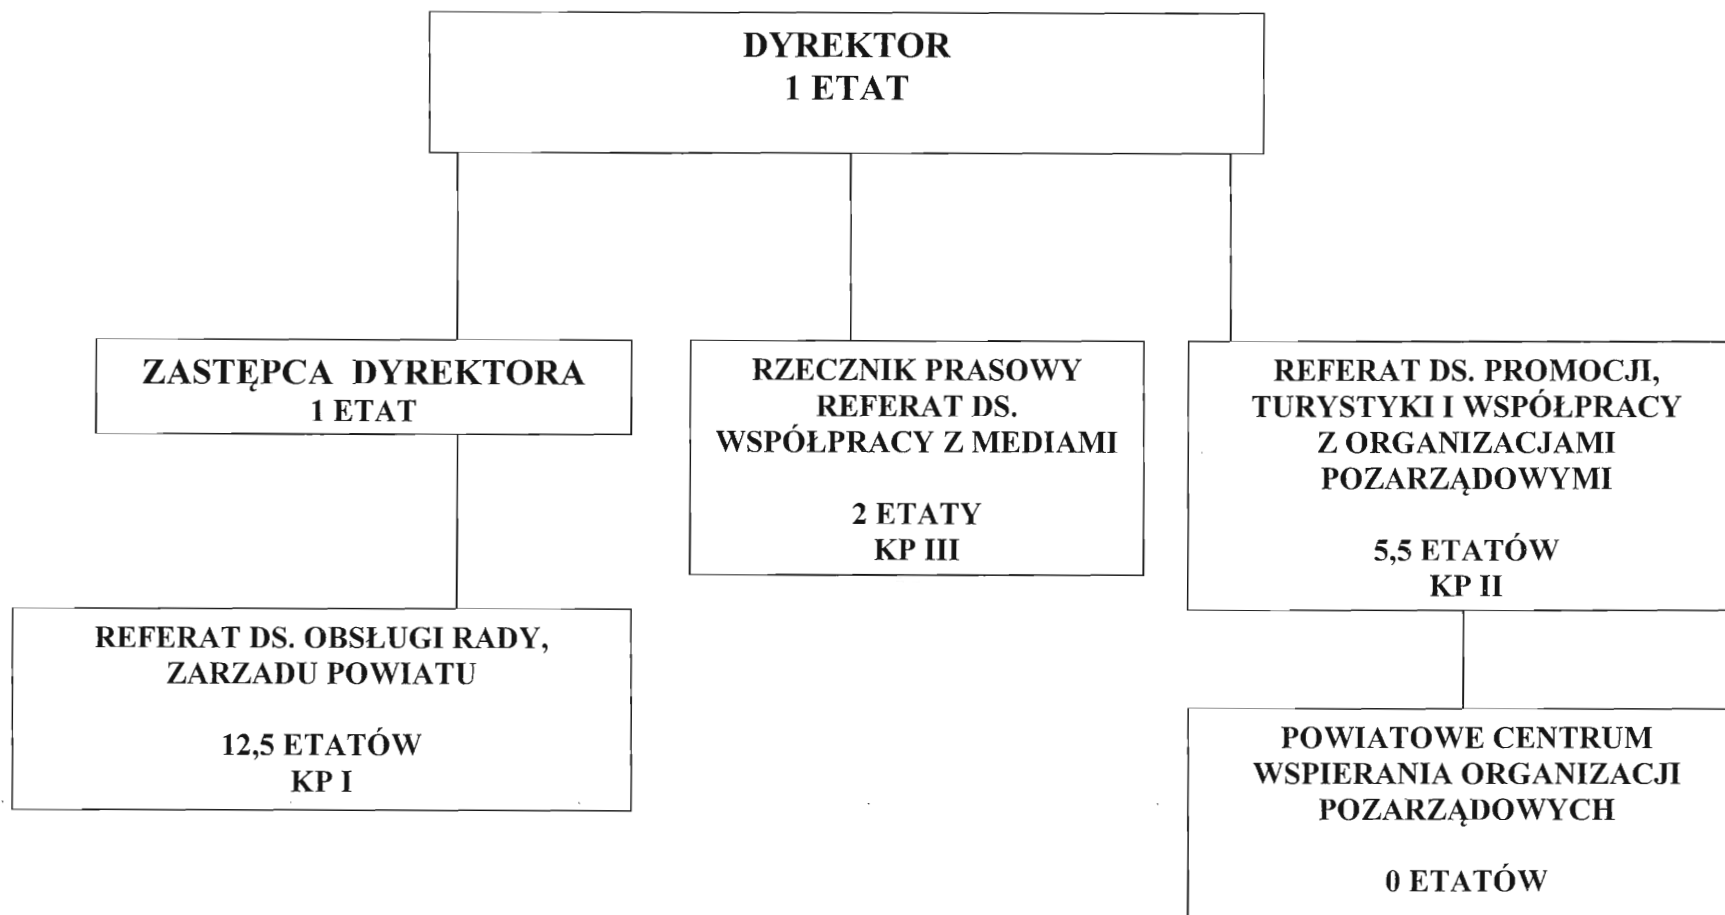 DYREKTOR
1 ETAT
ZASTĘPCA DYREKTORA
1 ETAT
RZECZNIK PRASOWY
REFERAT DS.
WSPÓŁPRACY Z MEDIAMI
2 ETATY
KP III
REFERAT DS. PROMOCJI,
TURYSTYKI I WSPÓŁPRACY
Z ORGANIZACJAMI
POZARZĄDOWYMI
5,5 ETATÓW
KP II
REFERAT DS. OBSŁUGI RADY,
ZARZADU POWIATU
12,5 ETATÓW
KP I
POWIATOWE CENTRUM
WSPIERANIA ORGANIZACJI
POZARZĄDOWYCH
0 ETATÓW